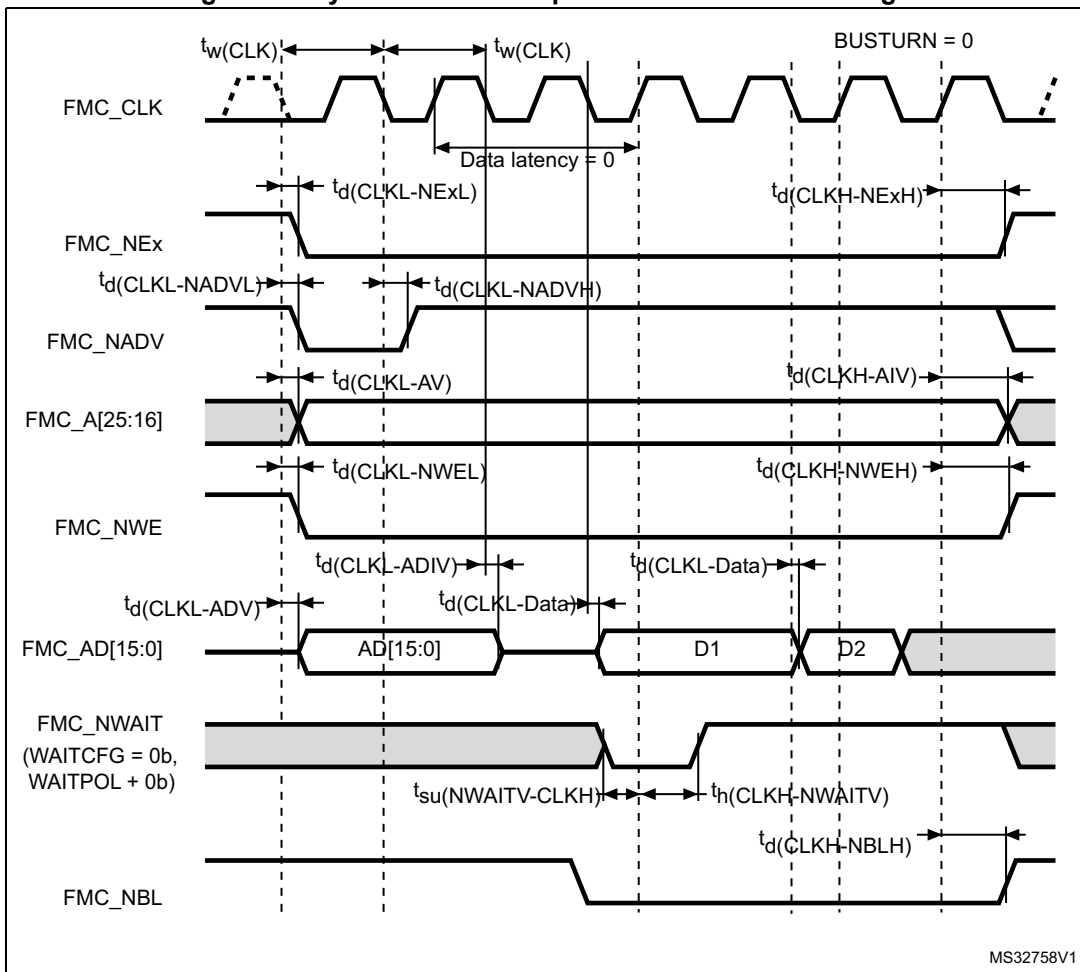 tw(CLK) tw(CLK) BUSTURN = 0
FMC_CLK
Data latency = 0
td(CLKL-NExL) td(CLKH-NExH)
FMC_NEx
td(CLKL-NADVL) td(CLKL-NADVH)
FMC_NADV
td(CLKL-AV) td(CLKH-AIV)
FMC_A[25:16]
td(CLKL-NWEL) td(CLKH-NWEH)
FMC_NWE
td(CLKL-ADIV) td(CLKL-Data)
td(CLKL-ADV) td(CLKL-Data)
FMC_AD[15:0] AD[15:0] D1 D2
FMC_NWAIT
(WAITCFG = 0b,
WAITPOL + 0b)
tsu(NWAITV-CLKH) th(CLKH-NWAITV)
td(CLKH-NBLH)
FMC_NBL
MS32758V1